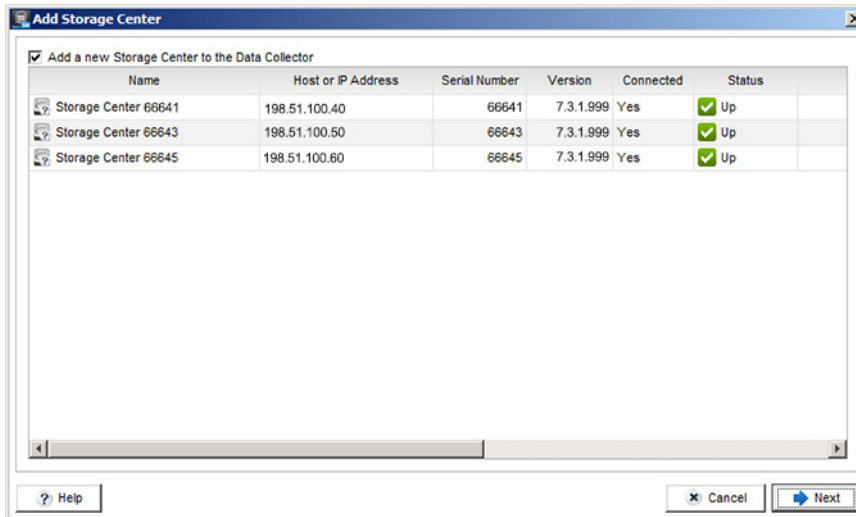 Add Storage Center
Add a new Storage Center to the Data Collector
Name Host or IP Address Serial Number Version Connected Status
Storage Center 66641 198.51.100.40 66641 7.3.1.999 Yes Up
Storage Center 66643 198.51.100.50 66643 7.3.1.999 Yes Up
Storage Center 66645 198.51.100.60 66645 7.3.1.999 Yes Up
? Help Cancel Next